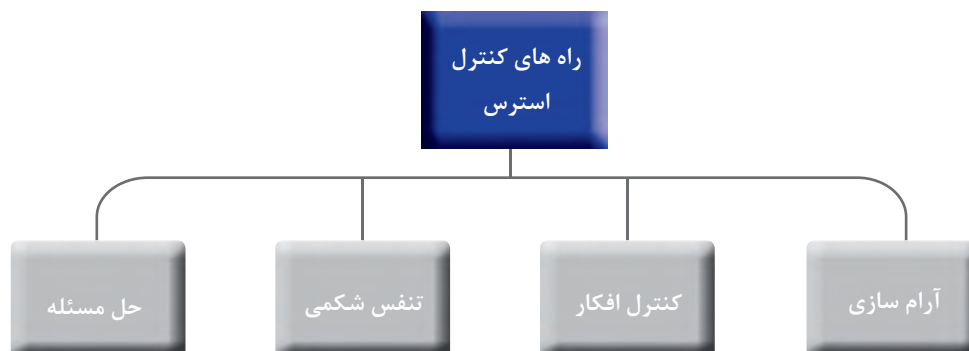 راه های کنترل
استرس
آرام سازی
کنترل افکار
تنفس شکمی
حل مسئله